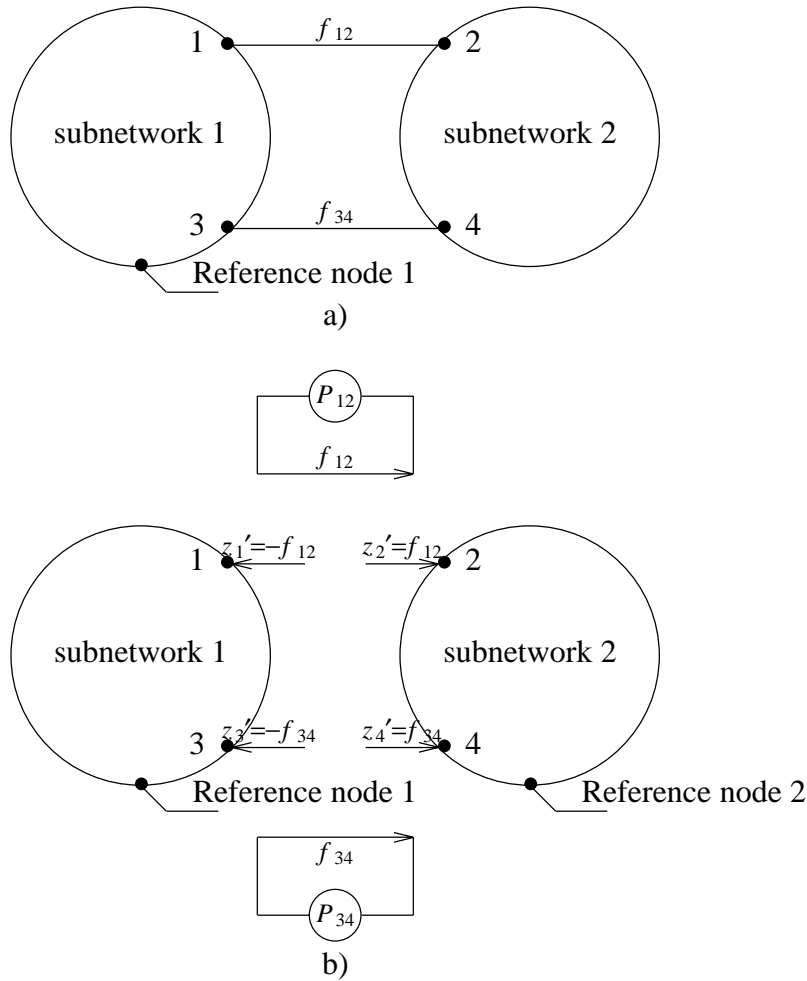 1 f 12 2
subnetwork 1 subnetwork 2
3 f 34 4
Reference node 1
a)
P 12
f 12
1 z1′=−f 12 z2′=f 12 2
subnetwork 1 subnetwork 2
3 z3′=−f 34 z4′=f 34 4
Reference node 1 Reference node 2
f 34
P 34
b)